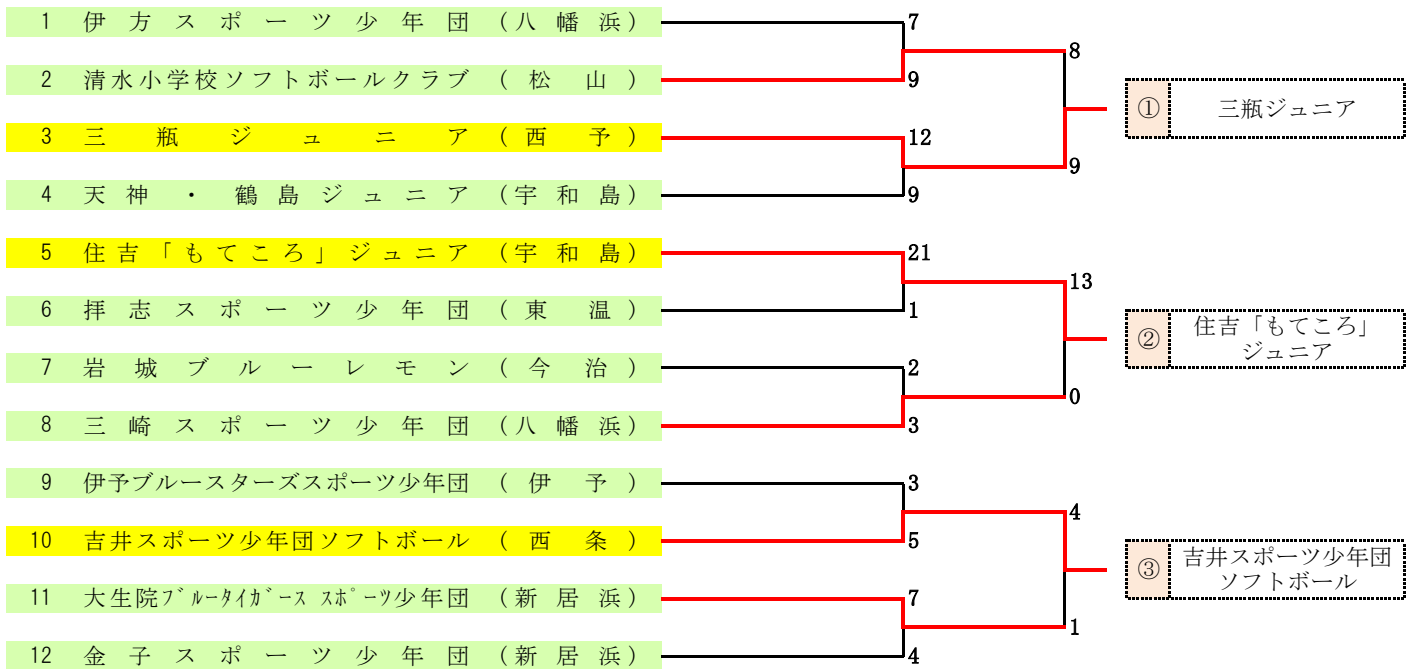 1 伊方スポーツ少年団 (八幡浜) 7
8
2 清水小学校ソフトボールクラブ (松山) 9
① 三瓶ジュニア
3 三瓶ジュニア (西予) 12
9
4 天神・鶴島ジュニア (宇和島) 9
5 住吉「もてころ」ジュニア (宇和島) 21
13
6 拝志スポーツ少年団 (東温) 1
② 住吉「もてころ」
ジュニア
7 岩城ブルーレモン (今治) 2
0
8 三崎スポーツ少年団 (八幡浜) 3
9 伊予ブルースターズスポーツ少年団 (伊予) 3
4
10 吉井スポーツ少年団ソフトボール (西条) 5
③ 吉井スポーツ少年団
ソフトボール
11 大生院ﾌﾞﾙｰﾀｲｶﾞｰｽ ｽﾎﾟｰﾂ少年団 (新居浜) 7
1
12 金子スポーツ少年団 (新居浜) 4